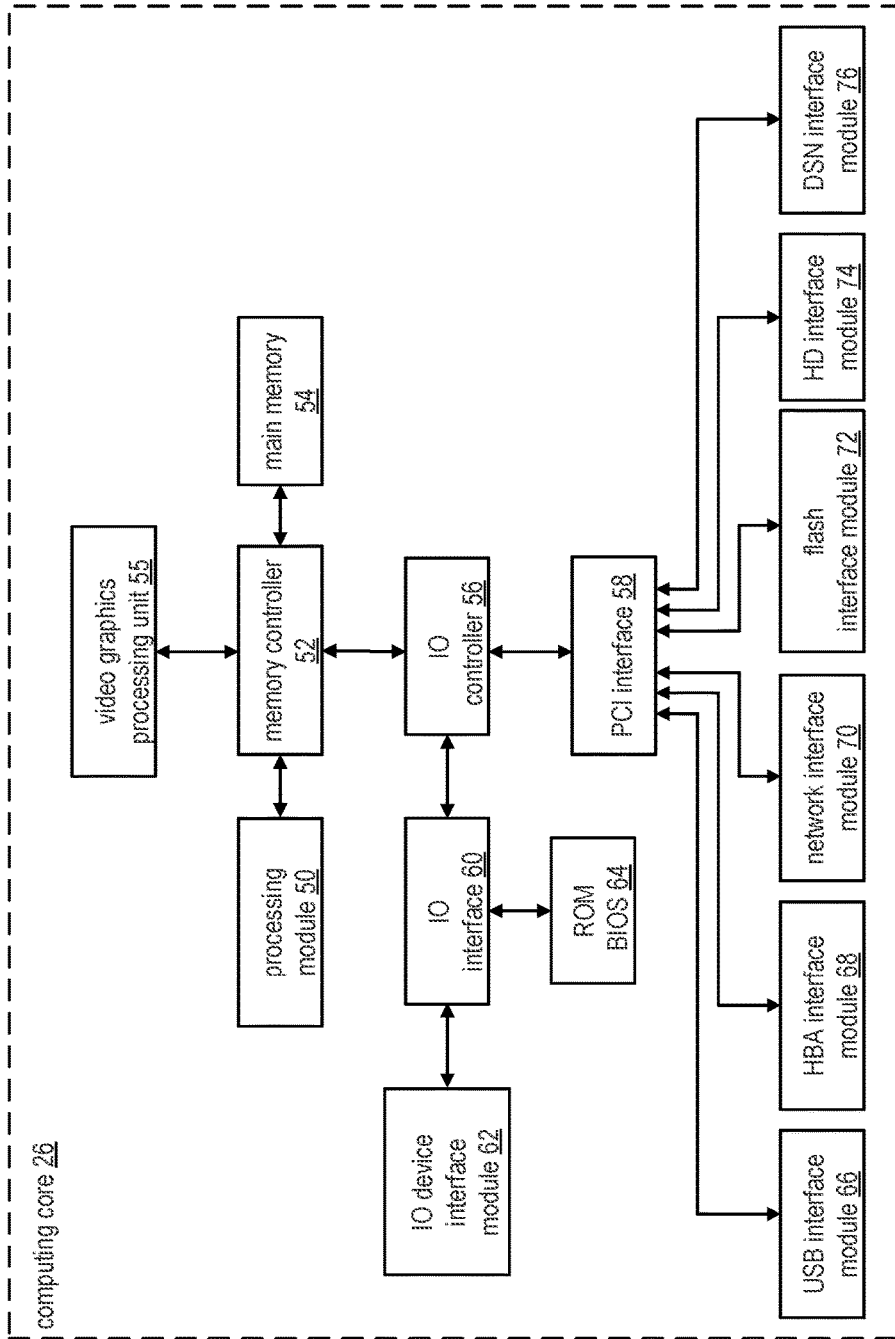 computing core 26
video graphics
processing unit 55
processing
module 50
memory controller
52
main memory
54
IO device
interface
module 62
IO
interface 60
IO
controller 56
ROM
BIOS 64
PCI interface 58
USB interface
module 66
HBA interface
module 68
network interface
module 70
flash
interface module 72
HD interface
module 74
DSN interface
module 76